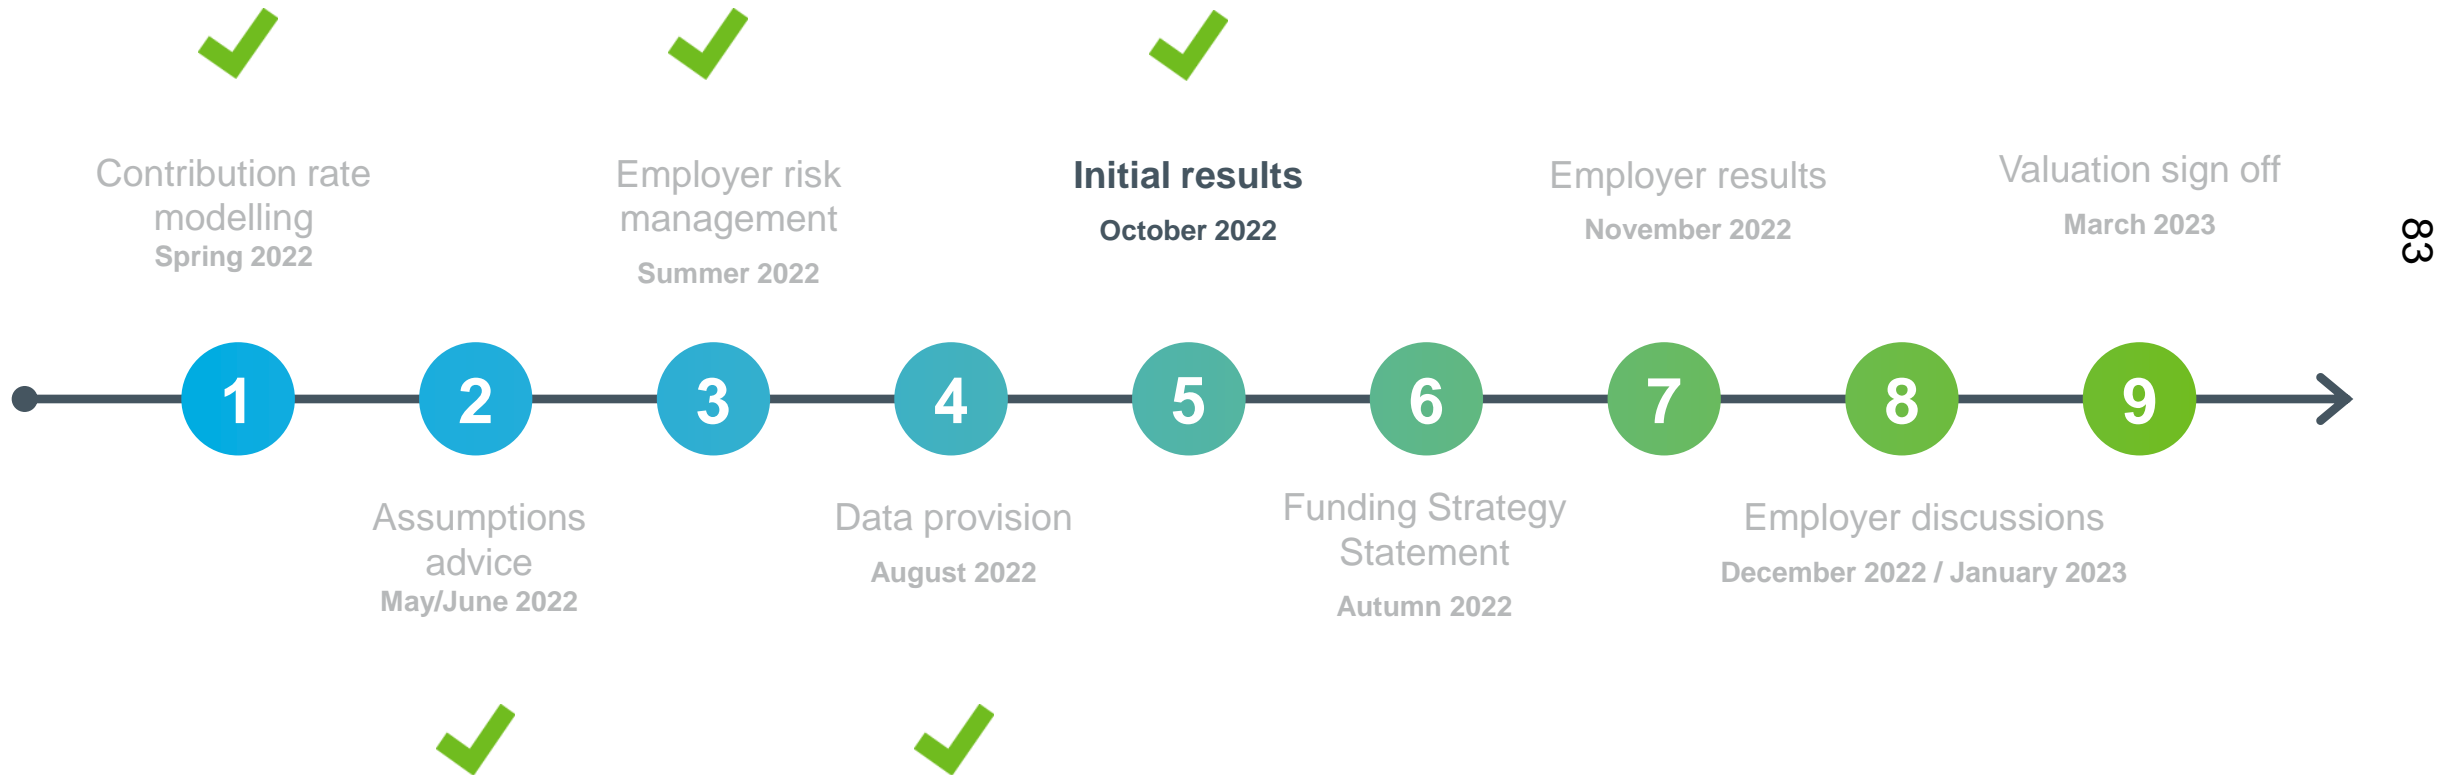 Contribution rate
modelling
Spring 2022
Employer risk
management
Summer 2022
Initial results
October 2022
Employer results
November 2022
Valuation sign off
March 2023
83
1
2
3
4
5
6
7
8
9
Assumptions
advice
May/June 2022
Data provision
August 2022
Funding Strategy
Statement
Autumn 2022
Employer discussions
December 2022 / January 2023